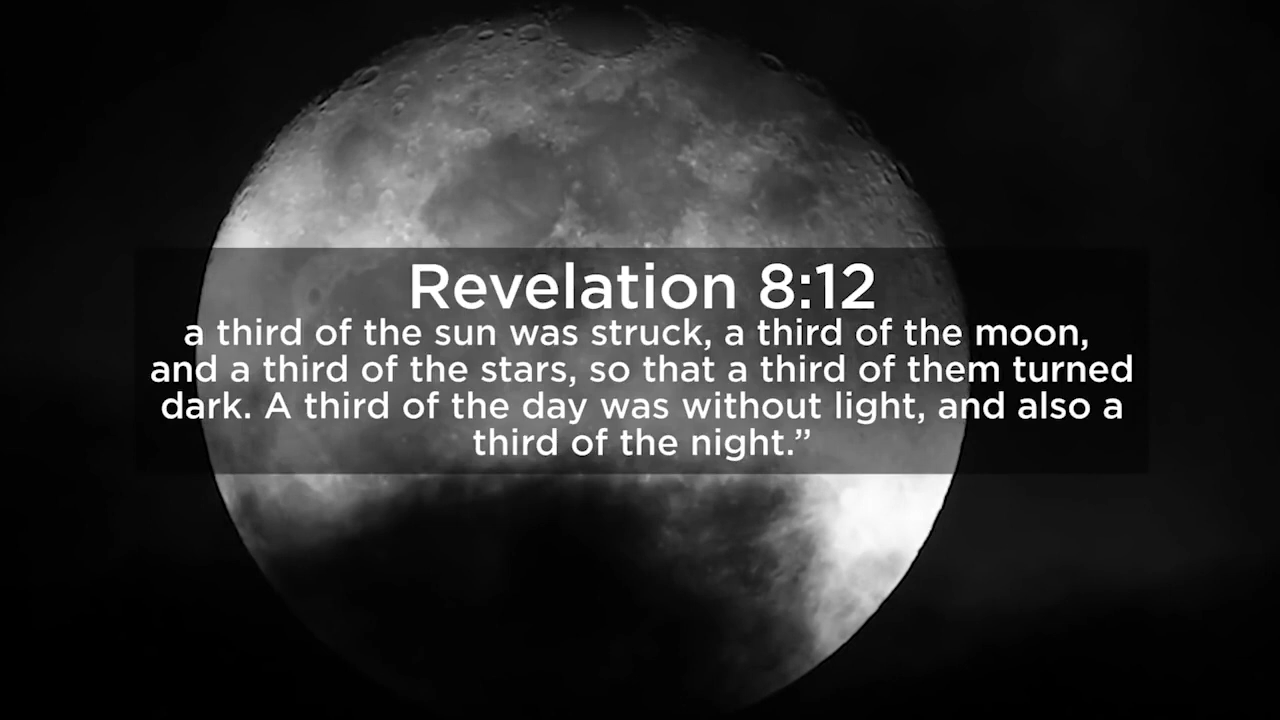 Revelation 8:12
a third of the sun was struck, a third of the moon,
and a third of the stars, so that a third of them turned
dark. A third of the day was without light, and also a
third of the night.”